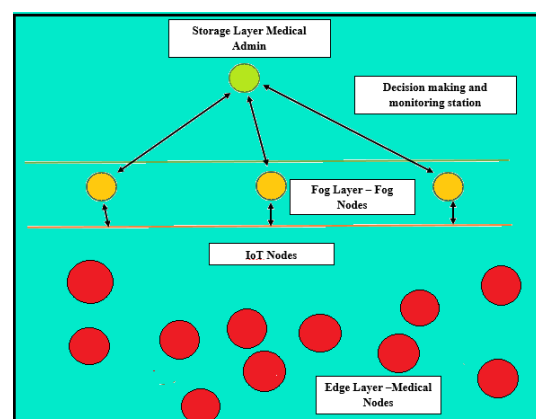 Storage Layer Medical
Admin
Decision making and
monitoring station
Fog Layer – Fog
Nodes
IoT Nodes
Edge Layer –Medical
Nodes